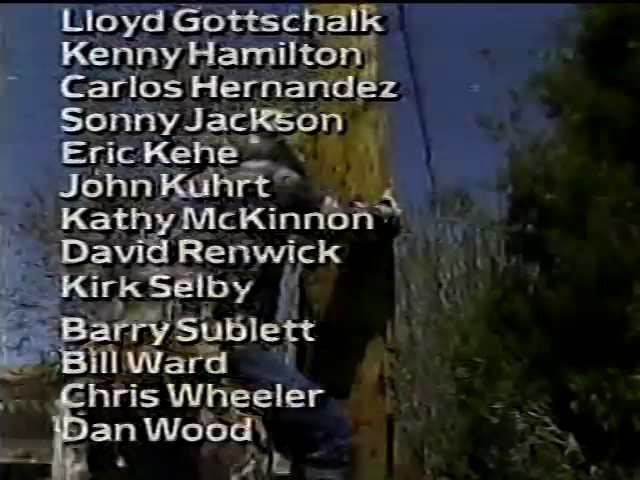 Lloyd Gottschalk
Kenny Hamilton
Carlos Hernandez
Sonny Jackson
Eric Kehe
John Kuhrt
Kathy McKinnon
David Renwick
Kirk Selby
Barry Sublett
Bill Ward
Chris Wheeler
Dan Wood